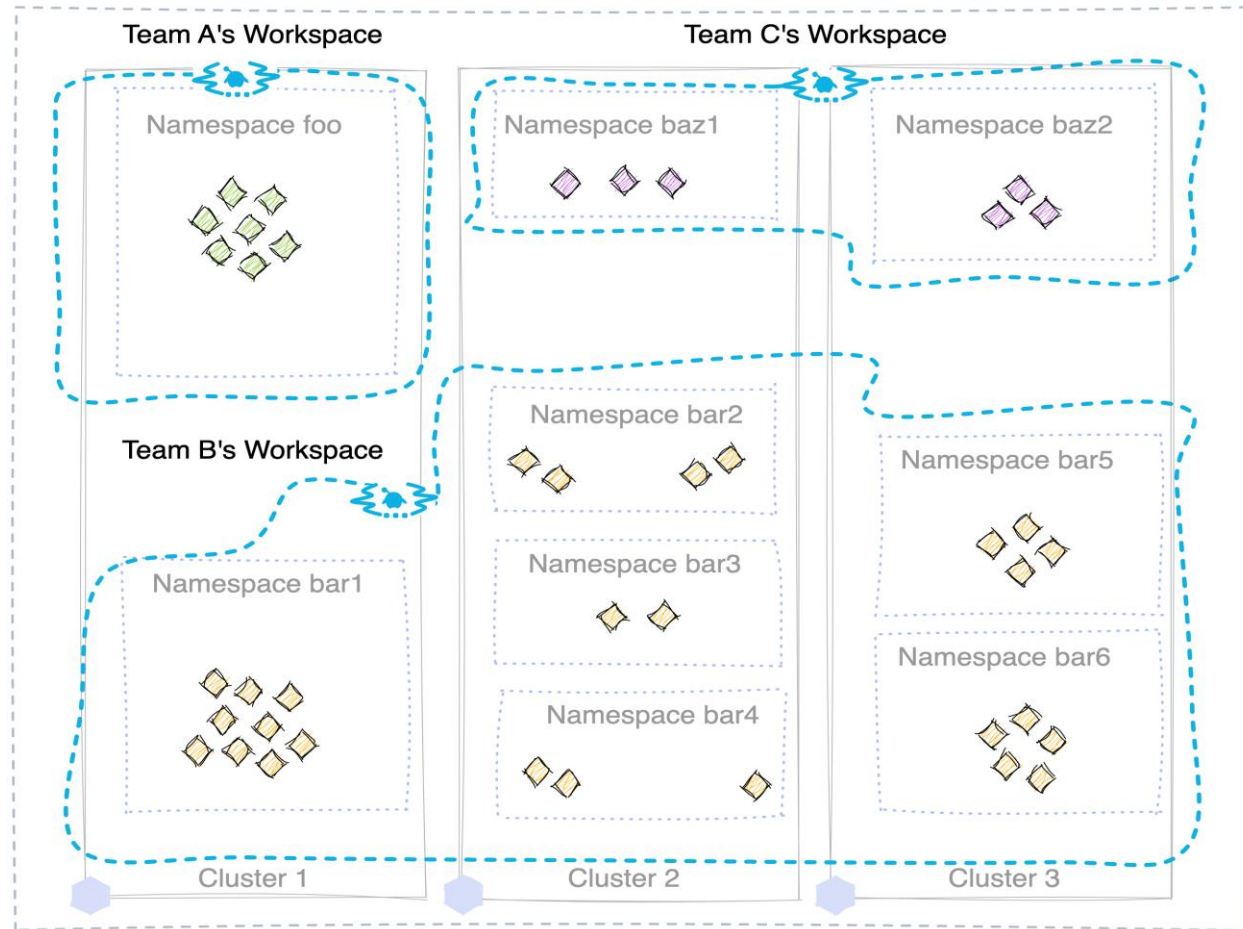 Team A's Workspace
Team C's Workspace
Namespace foo
Namespace baz1
Namespace baz2
Namespace bar2
Team B's Workspace
Namespace bar5
Namespace bar3
Namespace bar1
Namespace bar6
Namespace bar4
Cluster 1
Cluster 2
Cluster 3